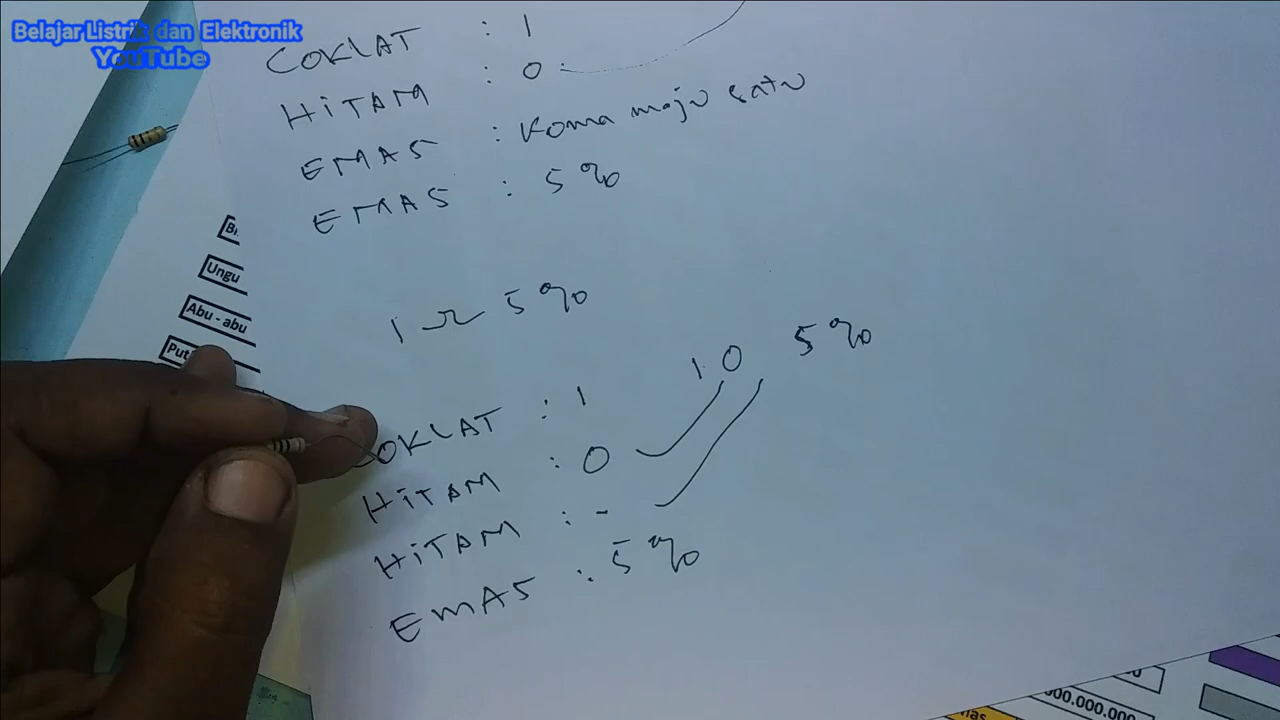 Belajar Listrik dan Elektronik
YouTube
COKLAT : 1
HiTAM : 0
EMAS : Koma maju satu
EMAS : 5%
Ungu
Abu - abu
1 Ω 5%
10 5%
COKLAT : 1
HiTAM : 0
HiTAM : -
EMAS : 5%